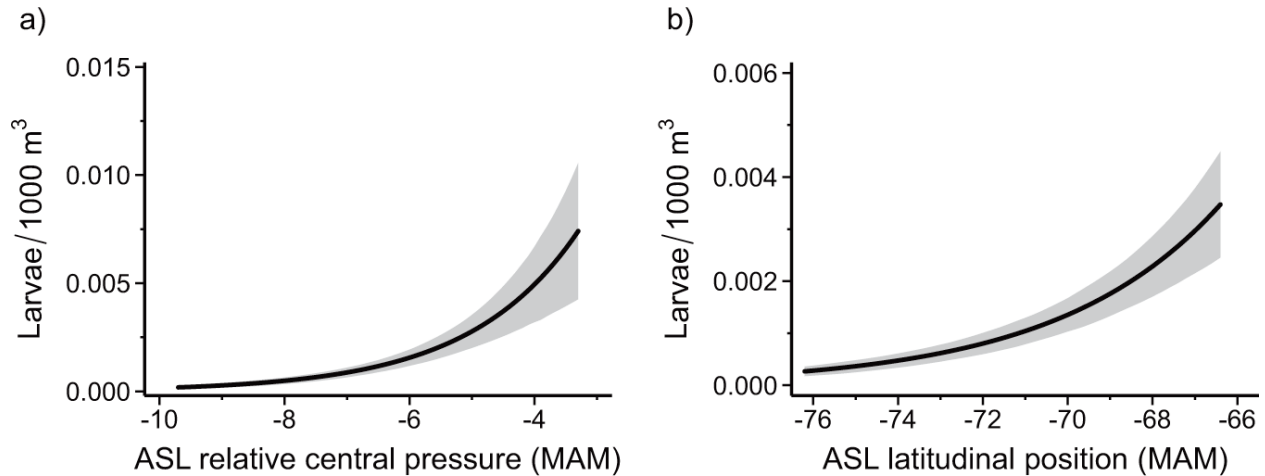 a)
0.015
0.010
0.005
0.000
Larvae/1000 m³
-10 -8 -6 -4
ASL relative central pressure (MAM)
b)
0.006
0.004
0.002
0.000
Larvae/1000 m³
-76 -74 -72 -70 -68 -66
ASL latitudinal position (MAM)